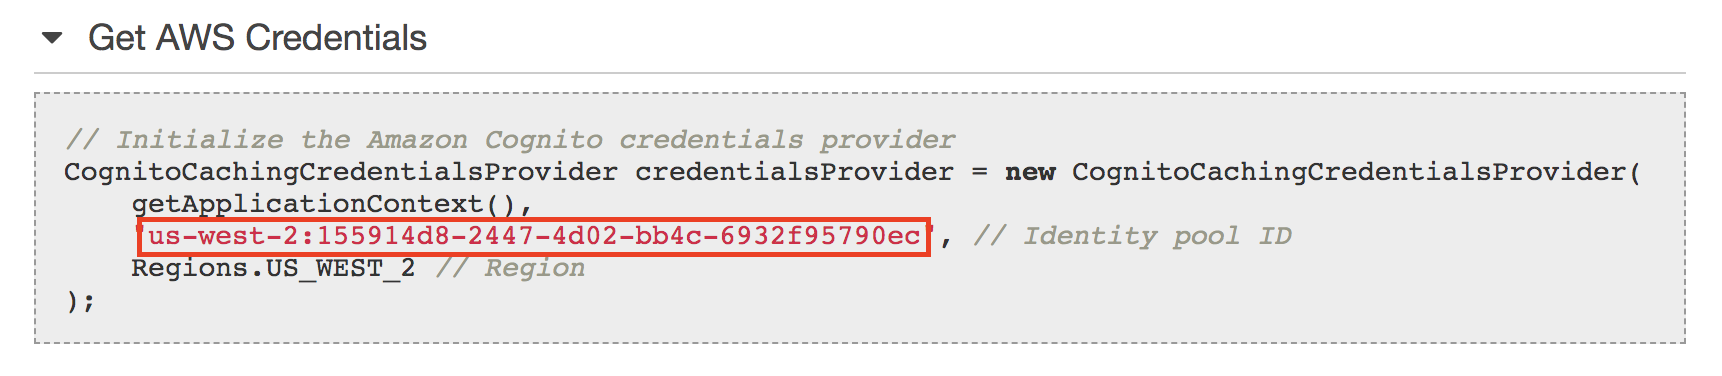 Get AWS Credentials
// Initialize the Amazon Cognito credentials provider
CognitoCachingCredentialsProvider credentialsProvider = new CognitoCachingCredentialsProvider(
getApplicationContext(),
"us-west-2:155914d8-2447-4d02-bb4c-6932f95790ec", // Identity pool ID
Regions.US_WEST_2 // Region
);